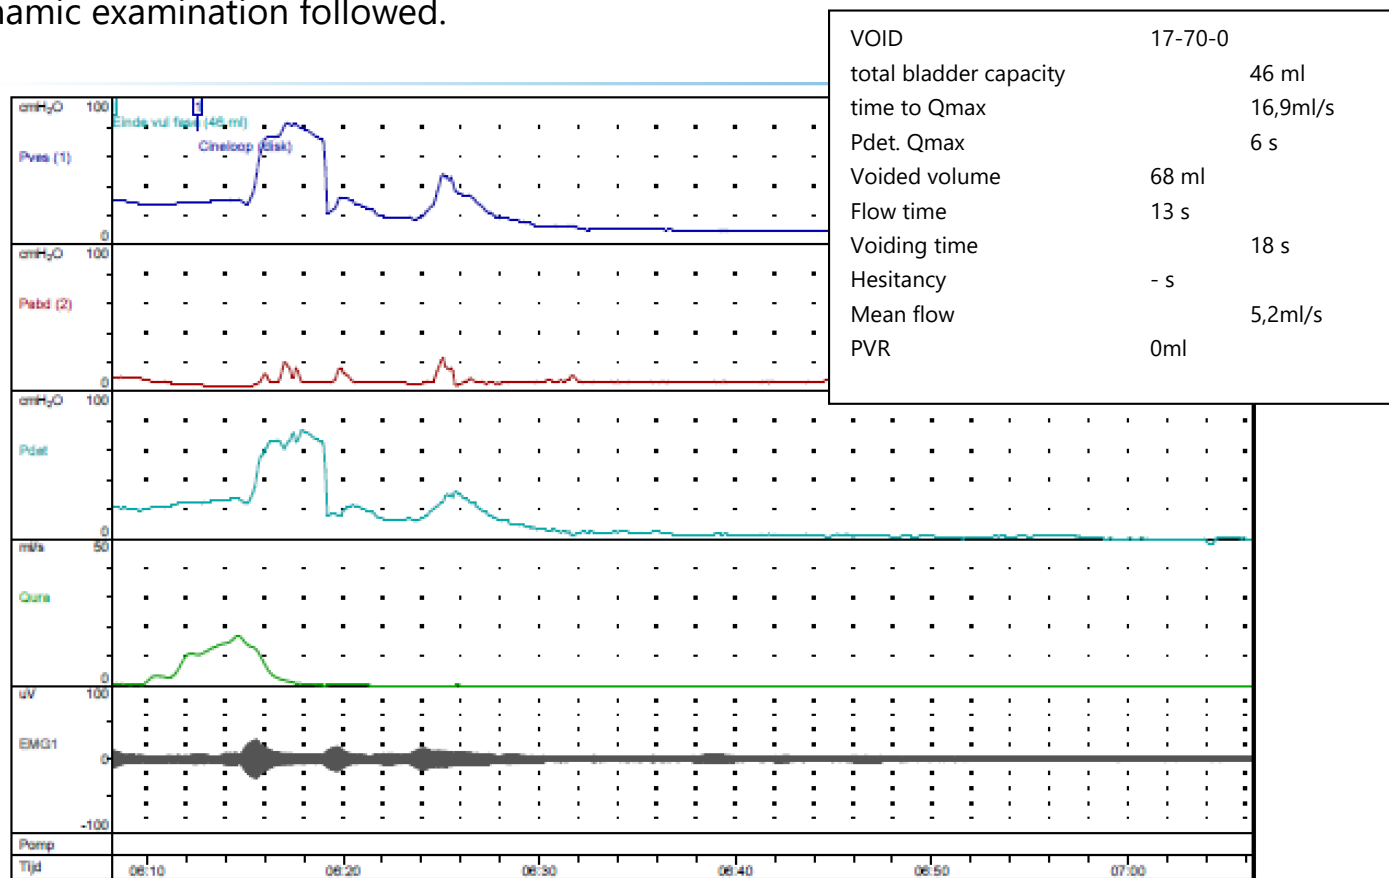 namic examination followed.
VOID 17-70-0
total bladder capacity 46 ml
time to Qmax 16,9ml/s
Pdet. Qmax 6 s
Voided volume 68 ml
Flow time 13 s
Voiding time 18 s
Hesitancy - s
Mean flow 5,2ml/s
PVR 0ml
cmH₂O 100
Einde vul fase (46 ml)
1
Cineloop (disk)
Pves (1)
0
cmH₂O 100
Pabd (2)
0
cmH₂O 100
Pdet
0
ml/s 50
Qura
0
uV 100
EMG1 0
-100
Pomp
Tijd 06:10 06:20 06:30 06:40 06:50 07:00